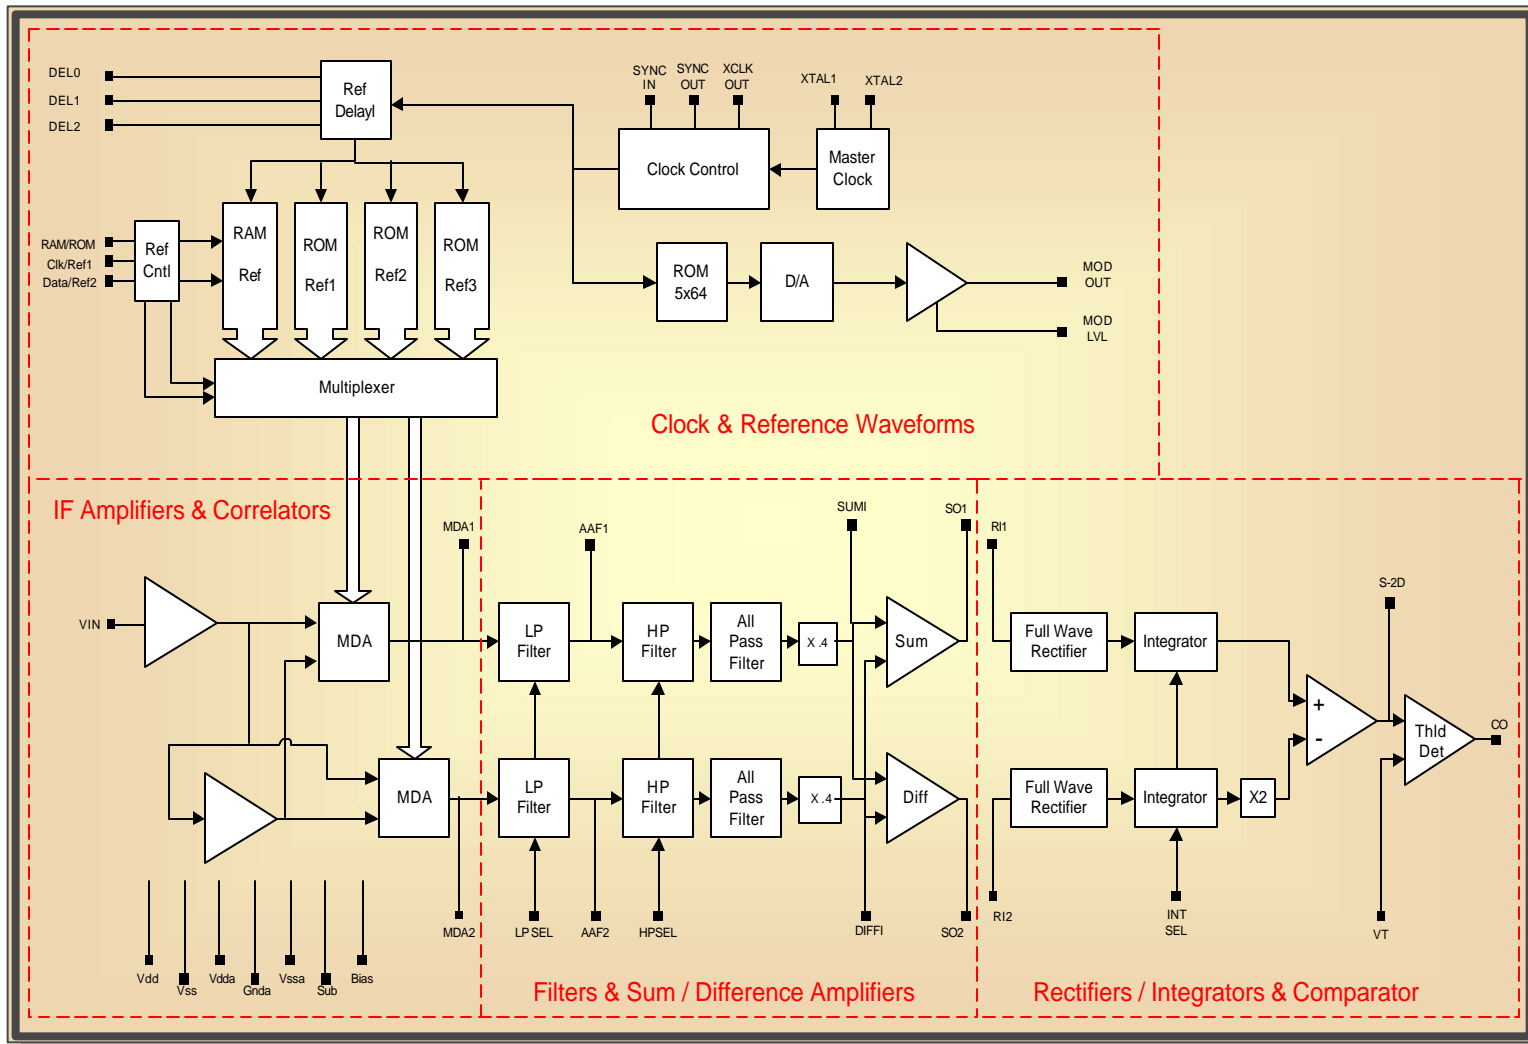 DEL0
DEL1
DEL2
Ref
Delayl
SYNC
IN
SYNC
OUT
XCLK
OUT
XTAL1
XTAL2
Clock Control
Master
Clock
RAM/ROM
Clk/Ref1
Data/Ref2
Ref
Cntl
RAM
Ref
ROM
Ref1
ROM
Ref2
ROM
Ref3
ROM
5x64
D/A
MOD
OUT
MOD
LVL
Multiplexer
Clock & Reference Waveforms
IF Amplifiers & Correlators
MDA1
AAF1
SUMI
SO1
RI1
S-2D
VIN
MDA
LP
Filter
HP
Filter
All
Pass
Filter
X .4
Sum
Full Wave
Rectifier
Integrator
+
-
Thld
Det
CO
MDA
LP
Filter
HP
Filter
All
Pass
Filter
X .4
Diff
Full Wave
Rectifier
Integrator
X2
MDA2
LP SEL
AAF2
HPSEL
DIFFI
SO2
RI2
INT
SEL
VT
Vdd
Vss
Vdda
Gnda
Vssa
Sub
Bias
Filters & Sum / Difference Amplifiers
Rectifiers / Integrators & Comparator